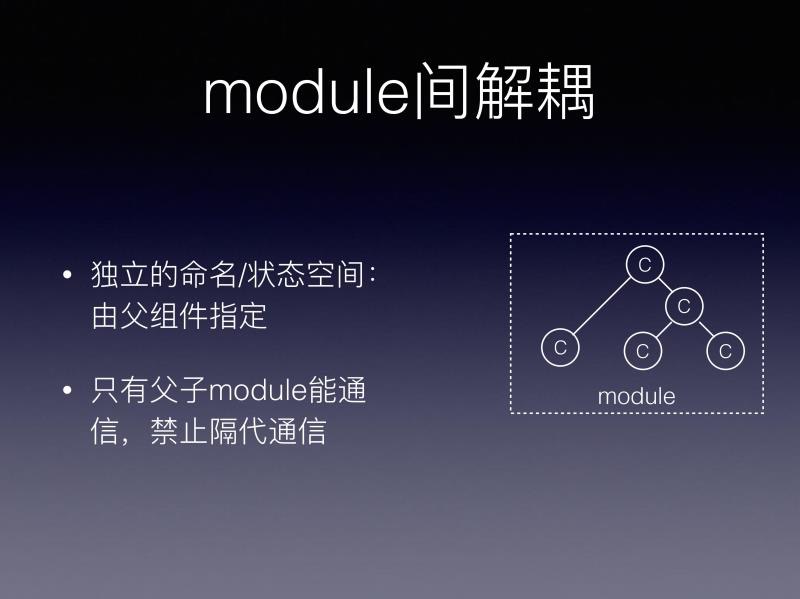 module间解耦
• 独立的命名/状态空间：
由父组件指定
• 只有父子module能通
信，禁止隔代通信
C
C
C
C
C
module